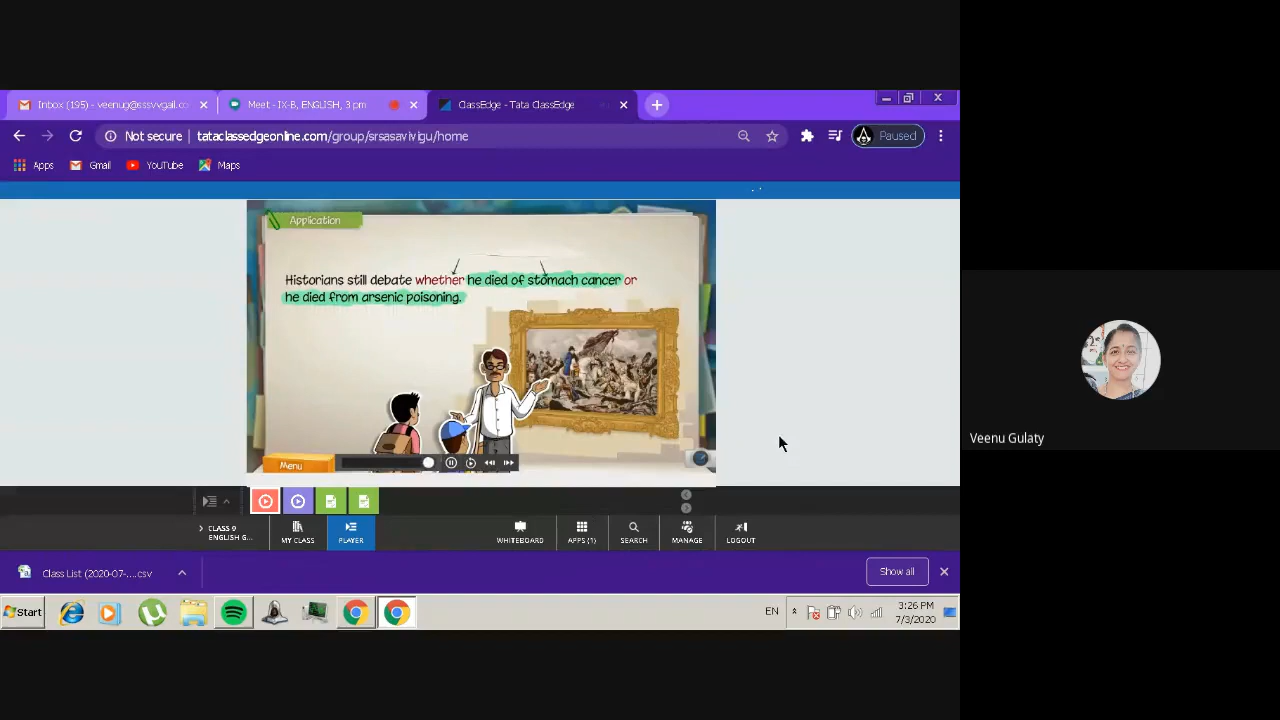 Inbox (195) - veenug@sssvvgail.co
Meet - IX-B, ENGLISH, 3 pm
ClassEdge - Tata ClassEdge
Not secure | tataclassedgeonline.com/group/srsasavivigu/home
Paused
Apps
Gmail
YouTube
Maps
Application
Historians still debate whether he died of stomach cancer or
he died from arsenic poisoning.
Veenu Gulaty
Menu
CLASS 9
ENGLISH G...
MY CLASS
PLAYER
WHITEBOARD
APPS (1)
SEARCH
MANAGE
LOGOUT
Class List (2020-07-....csv
Show all
Start
EN
3:26 PM
7/3/2020